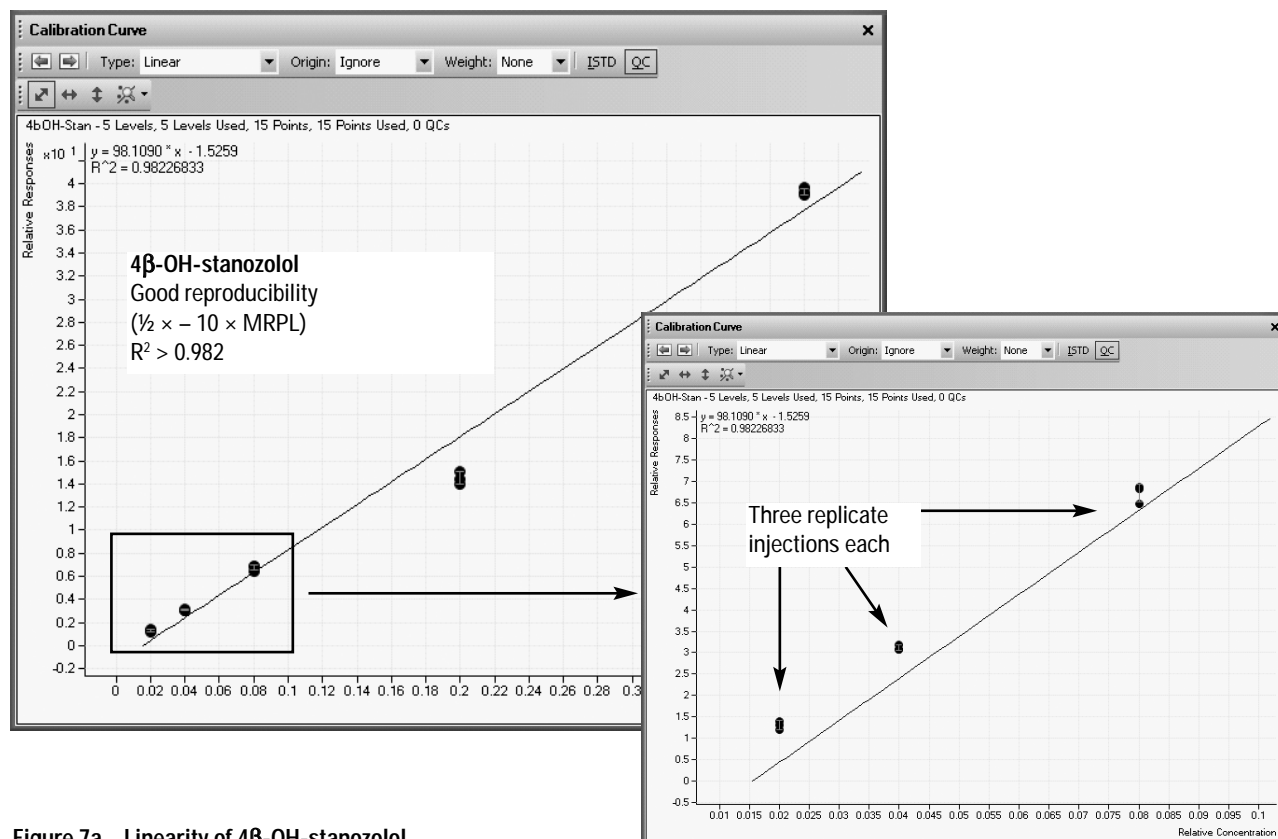 Calibration Curve
Type: Linear Origin: Ignore Weight: None ISTD QC
4bOH-Stan - 5 Levels, 5 Levels Used, 15 Points, 15 Points Used, 0 QCs
Relative Responses
x10 1
y = 98.1090 * x - 1.5259
R^2 = 0.98226833
4
3.8
3.6
3.4
3.2
3
2.8
2.6
2.4
2.2
2
1.8
1.6
1.4
1.2
1
0.8
0.6
0.4
0.2
0
-0.2
4β-OH-stanozolol
Good reproducibility
(½ × – 10 × MRPL)
R² > 0.982
0 0.02 0.04 0.06 0.08 0.1 0.12 0.14 0.16 0.18 0.2 0.22 0.24 0.26 0.28 0.3
Calibration Curve
Type: Linear Origin: Ignore Weight: None ISTD QC
4bOH-Stan - 5 Levels, 5 Levels Used, 15 Points, 15 Points Used, 0 QCs
Relative Responses
y = 98.1090 * x - 1.5259
R^2 = 0.98226833
8.5
8
7.5
7
6.5
6
5.5
5
4.5
4
3.5
3
2.5
2
1.5
1
0.5
0
-0.5
Three replicate
injections each
0.01 0.015 0.02 0.025 0.03 0.035 0.04 0.045 0.05 0.055 0.06 0.065 0.07 0.075 0.08 0.085 0.09 0.095 0.1
Relative Concentration
Figure 7a. Linearity of 4β-OH-stanozolol